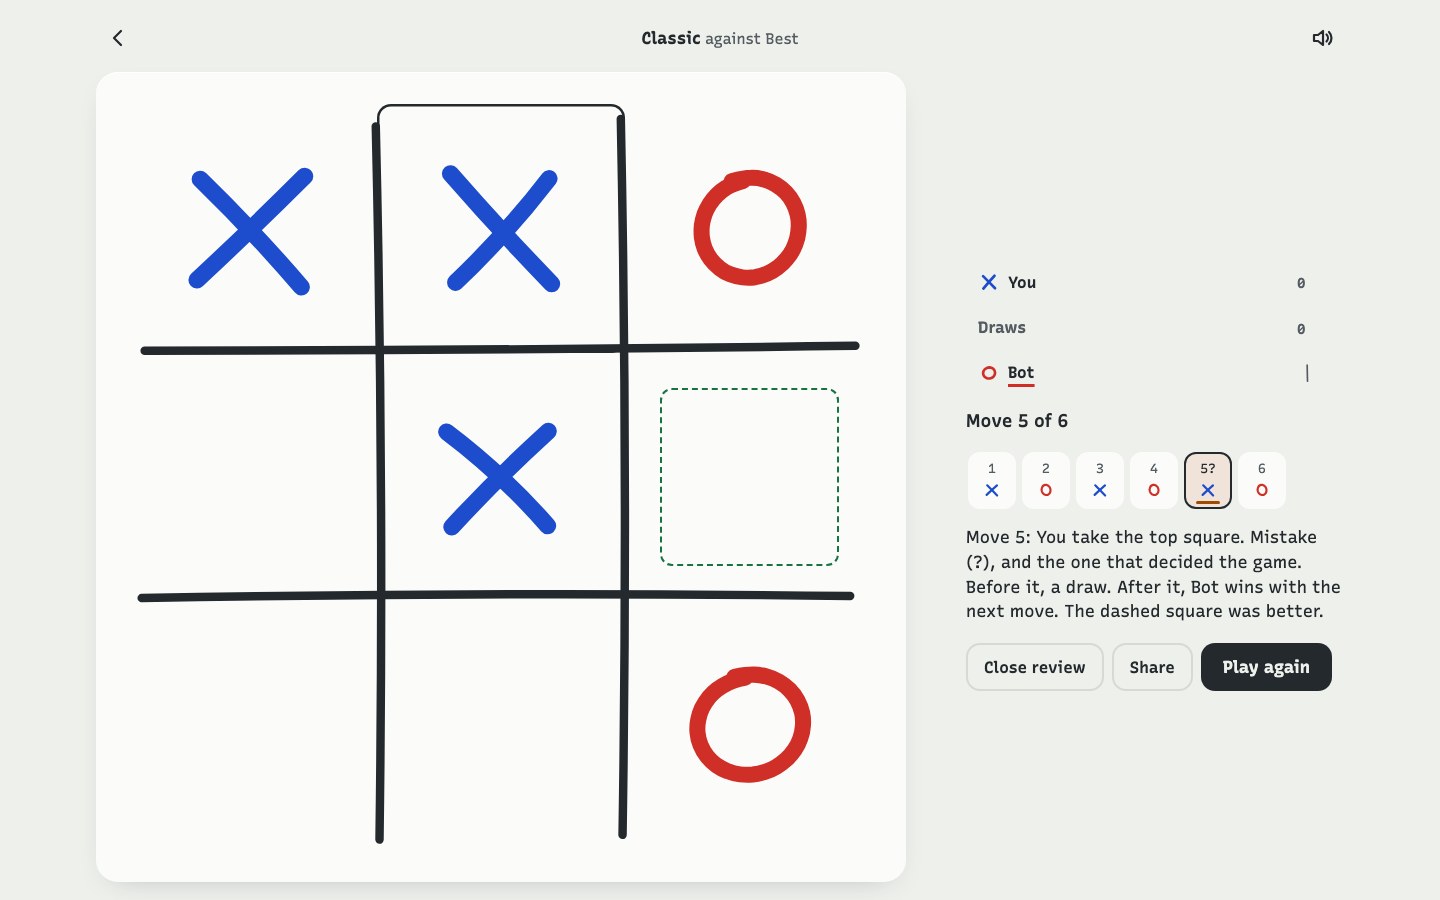 Classic against Best
You 0
Draws 0
Bot |
Move 5 of 6
1 2 3 4 5? 6
Move 5: You take the top square. Mistake
(?), and the one that decided the game.
Before it, a draw. After it, Bot wins with the
next move. The dashed square was better.
Close review Share Play again